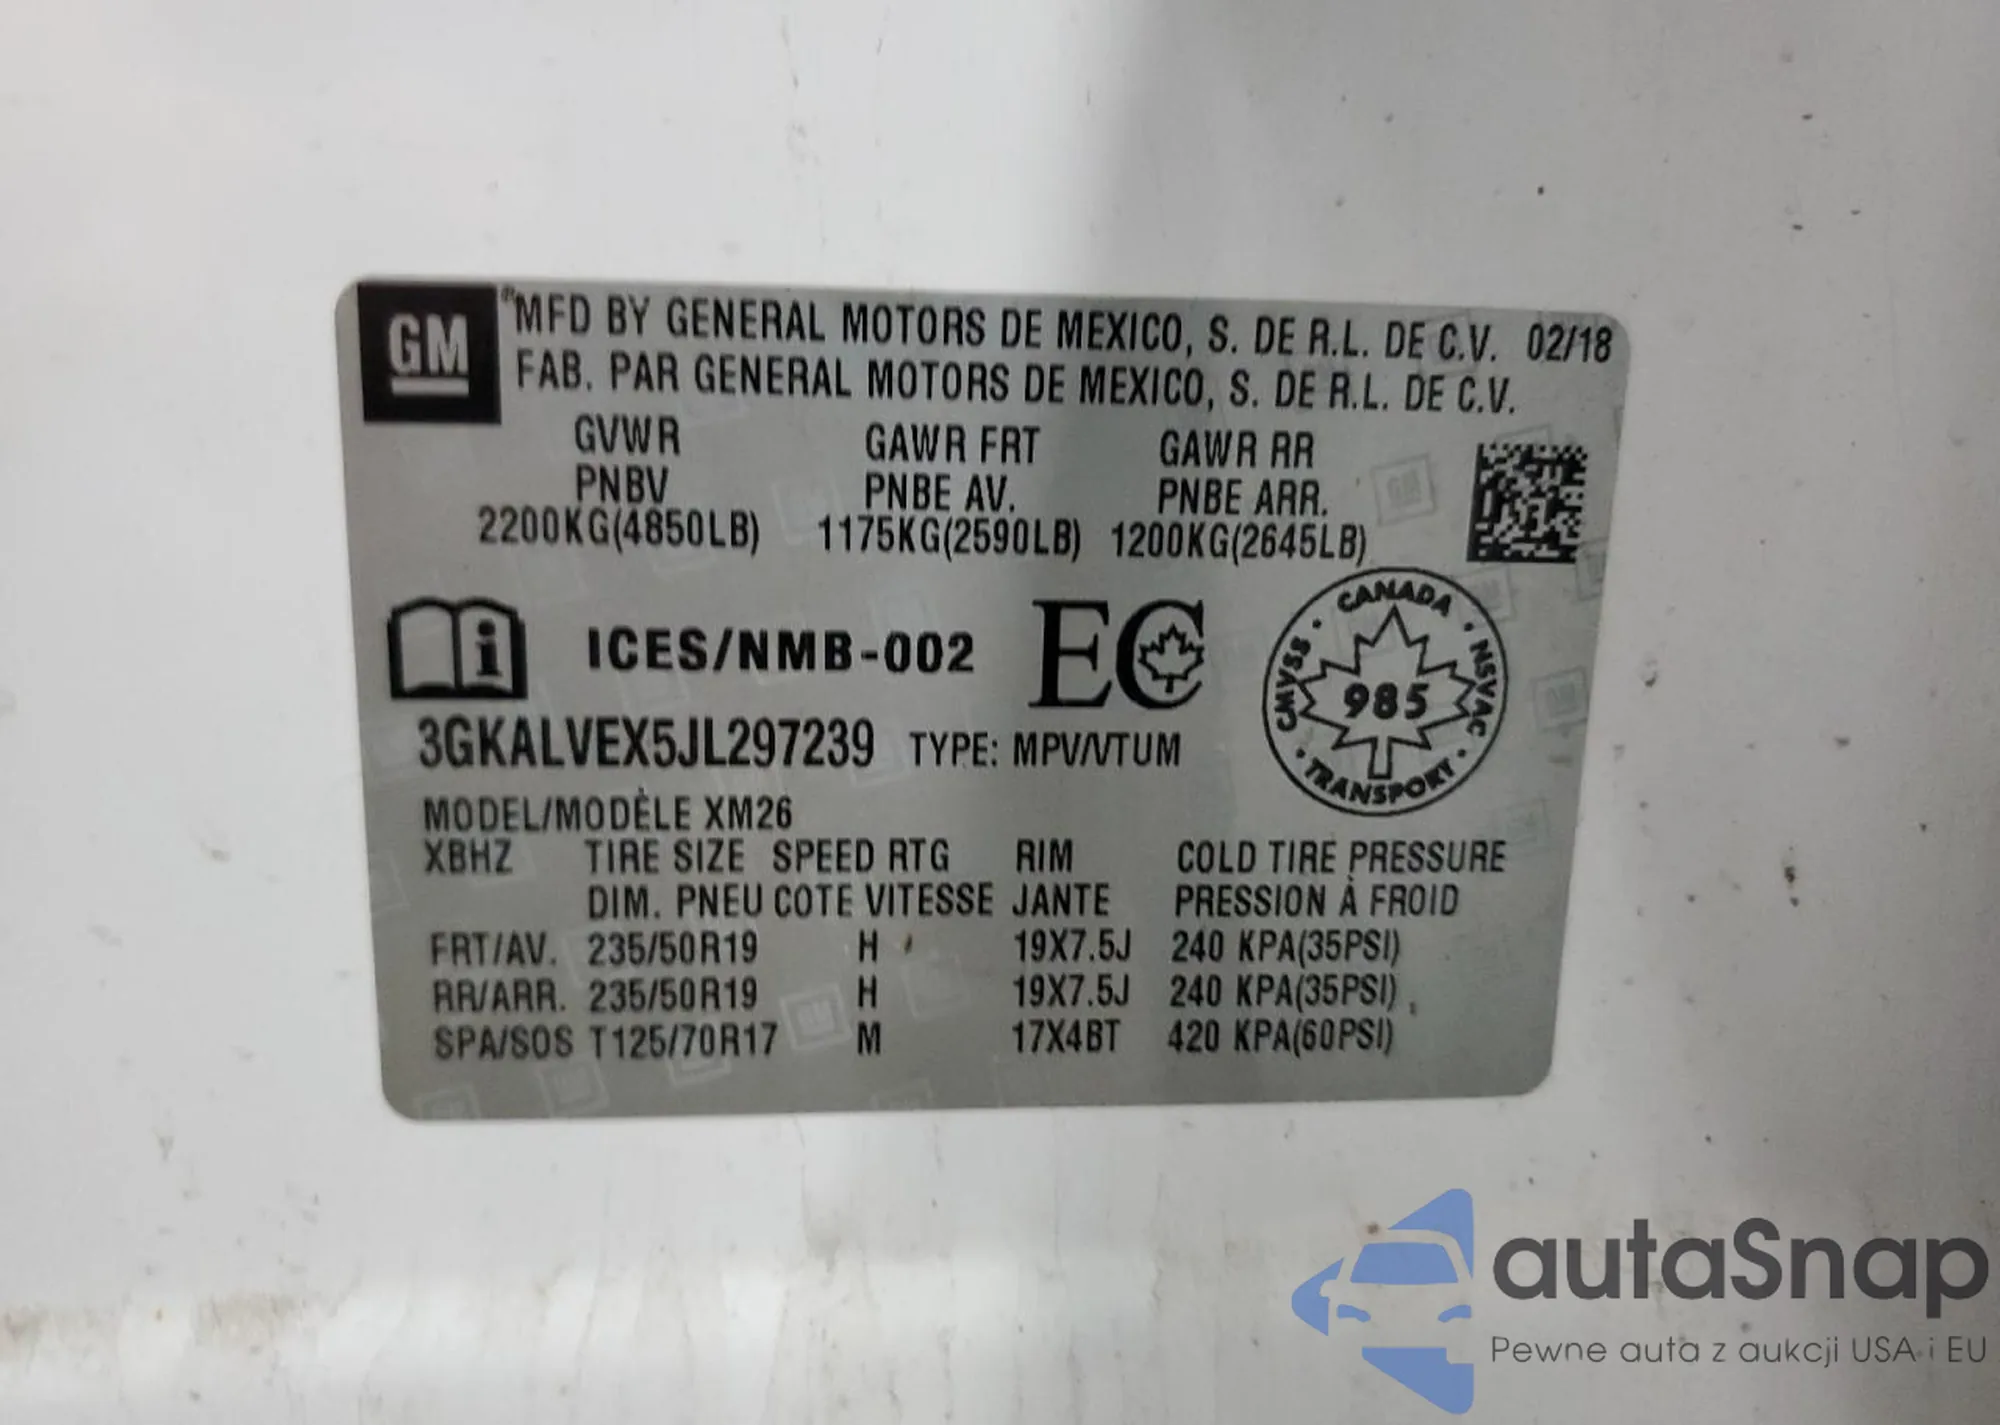 GM
MFD BY GENERAL MOTORS DE MEXICO, S. DE R.L. DE C.V. 02/18
FAB. PAR GENERAL MOTORS DE MEXICO, S. DE R.L. DE C.V.
GVWR GAWR FRT GAWR RR
PNBV PNBE AV. PNBE ARR.
2200KG(4850LB) 1175KG(2590LB) 1200KG(2645LB)
i ICES/NMB-002 EC
CANADA · NSVAC · TRANSPORT · CMVSS ·
985
3GKALVEX5JL297239 TYPE: MPV/VTUM
MODEL/MODÈLE XM26
XBHZ TIRE SIZE SPEED RTG RIM COLD TIRE PRESSURE
DIM. PNEU COTE VITESSE JANTE PRESSION À FROID
FRT/AV. 235/50R19 H 19X7.5J 240 KPA(35PSI)
RR/ARR. 235/50R19 H 19X7.5J 240 KPA(35PSI)
SPA/SOS T125/70R17 M 17X4BT 420 KPA(60PSI)
autaSnap
Pewne auta z aukcji USA i EU